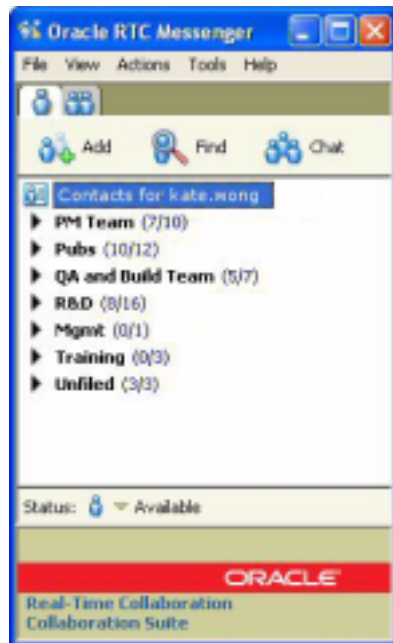 Oracle RTC Messenger
File View Actions Tools Help
Add Find Chat
Contacts for kate.wong
PM Team (7/10)
Pubs (10/12)
QA and Build Team (5/7)
R&D (8/16)
Mgmt (0/1)
Training (0/3)
Unfiled (3/3)
Status: Available
ORACLE
Real-Time Collaboration
Collaboration Suite